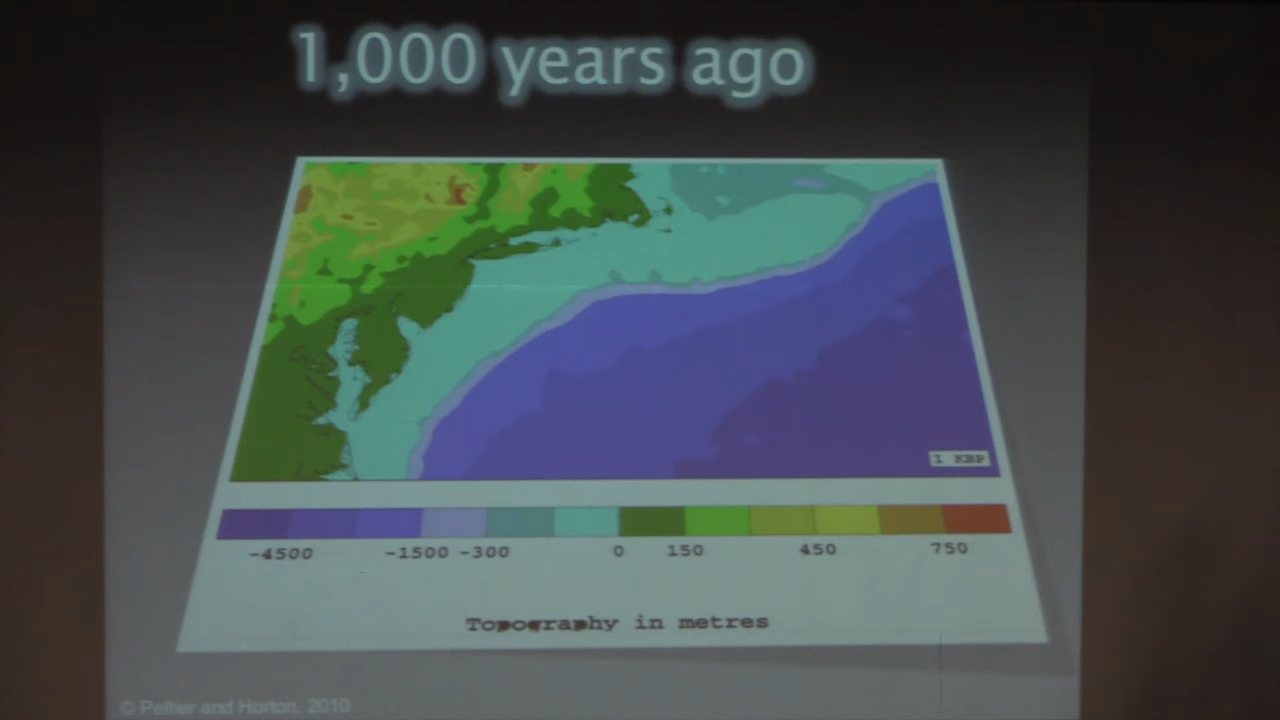 1,000 years ago
1 KBP
-4500 -1500 -300 0 150 450 750
Topography in metres
© Peltier and Horton, 2010